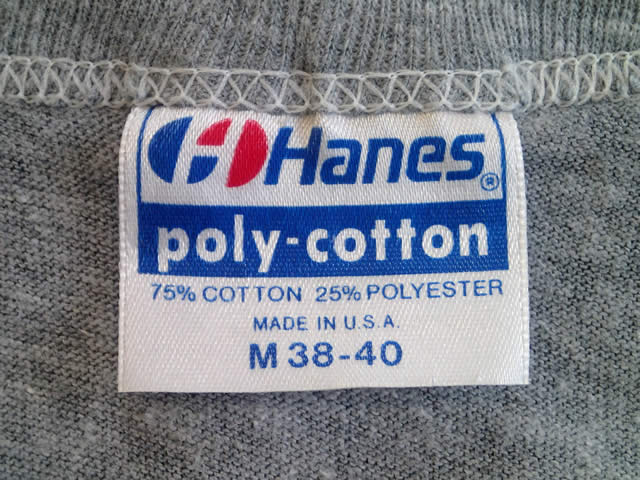 Hanes®
poly-cotton
75% COTTON 25% POLYESTER
MADE IN U.S.A.
M 38-40